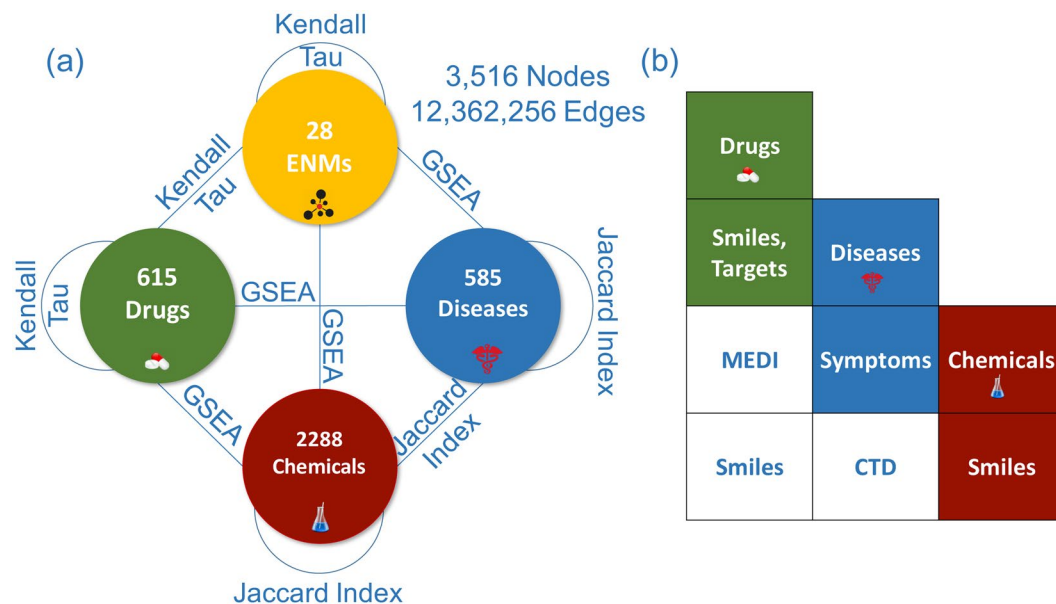 (a)
Kendall
Tau
3,516 Nodes
12,362,256 Edges
28
ENMs
Kendall
Tau
GSEA
Kendall
Tau
615
Drugs
GSEA
GSEA
585
Diseases
Jaccard Index
GSEA
2288
Chemicals
Jaccard
Index
Jaccard Index
(b)
Drugs
Smiles,
Targets
Diseases
MEDI
Symptoms
Chemicals
Smiles
CTD
Smiles